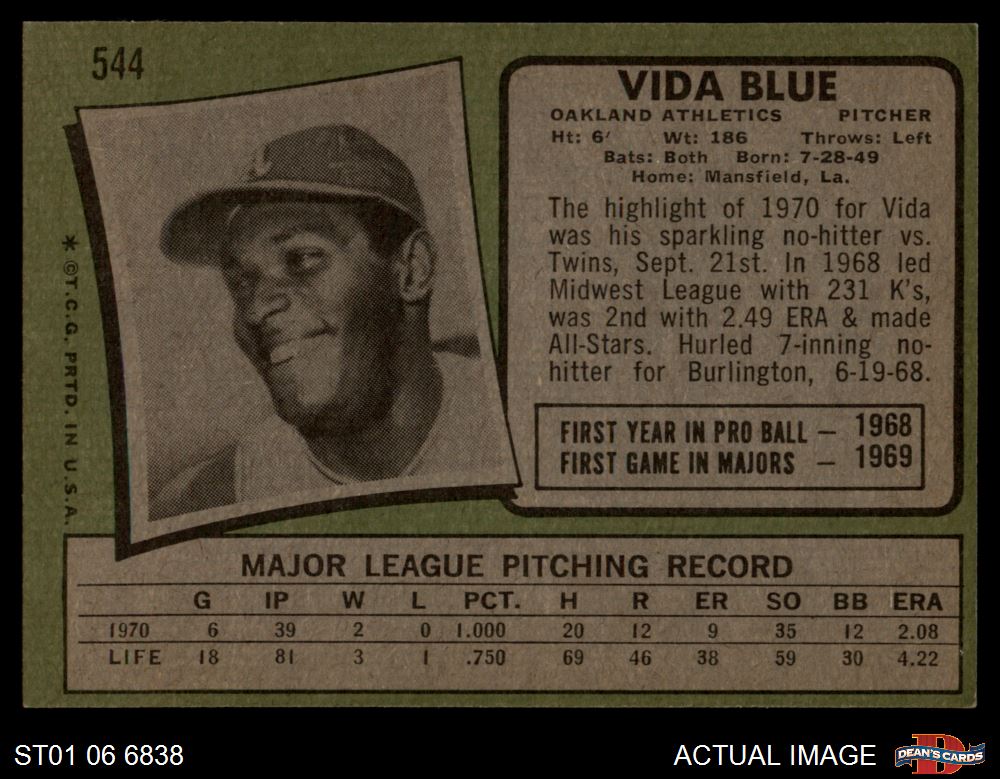 544
VIDA BLUE
OAKLAND ATHLETICS PITCHER
Ht: 6' Wt: 186 Throws: Left
Bats: Both Born: 7-28-49
Home: Mansfield, La.
The highlight of 1970 for Vida
was his sparkling no-hitter vs.
Twins, Sept. 21st. In 1968 led
Midwest League with 231 K's,
was 2nd with 2.49 ERA & made
All-Stars. Hurled 7-inning no-
hitter for Burlington, 6-19-68.
FIRST YEAR IN PRO BALL — 1968
FIRST GAME IN MAJORS — 1969
* ©T.C.G. PRTD. IN U.S.A.
MAJOR LEAGUE PITCHING RECORD
G IP W L PCT. H R ER SO BB ERA
1970 6 39 2 0 1.000 20 12 9 35 12 2.08
LIFE 18 81 3 1 .750 69 46 38 59 30 4.22
ST01 06 6838
ACTUAL IMAGE
DEAN'S CARDS